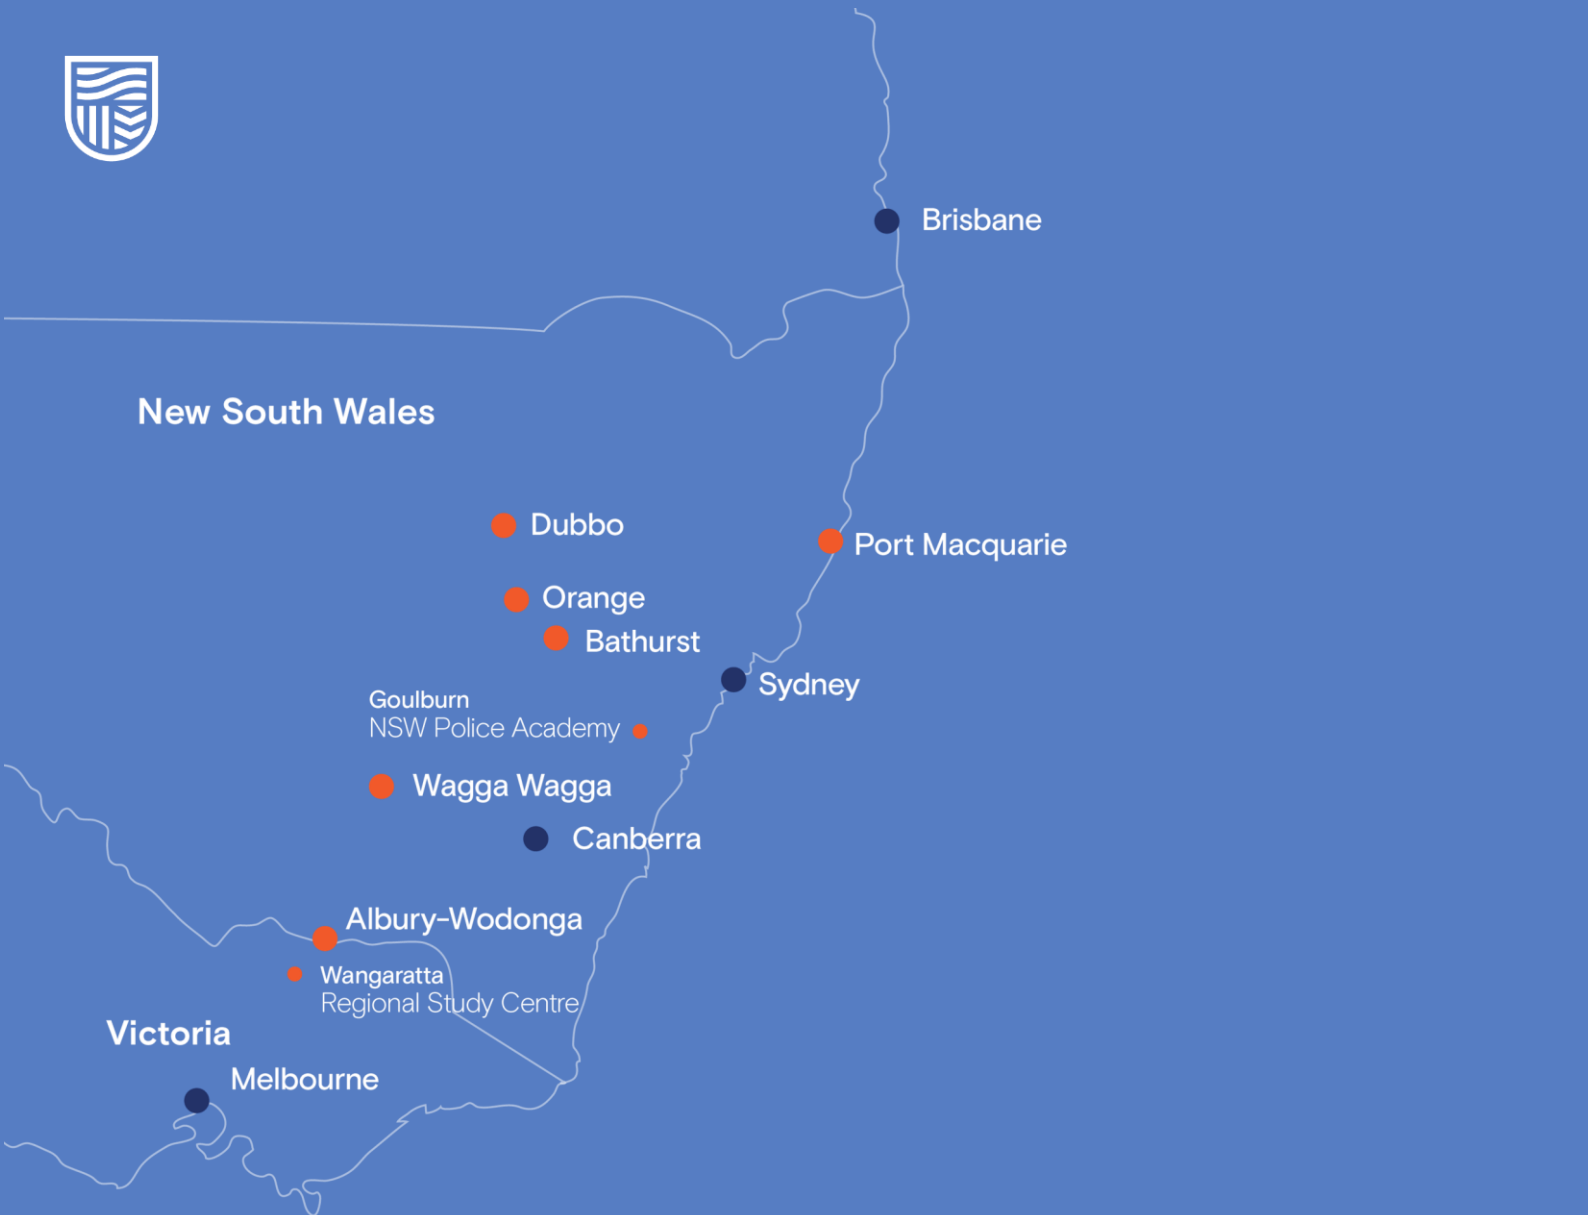 Brisbane
New South Wales
Dubbo
Port Macquarie
Orange
Bathurst
Sydney
Goulburn
NSW Police Academy
Wagga Wagga
Canberra
Albury-Wodonga
Wangaratta
Regional Study Centre
Victoria
Melbourne